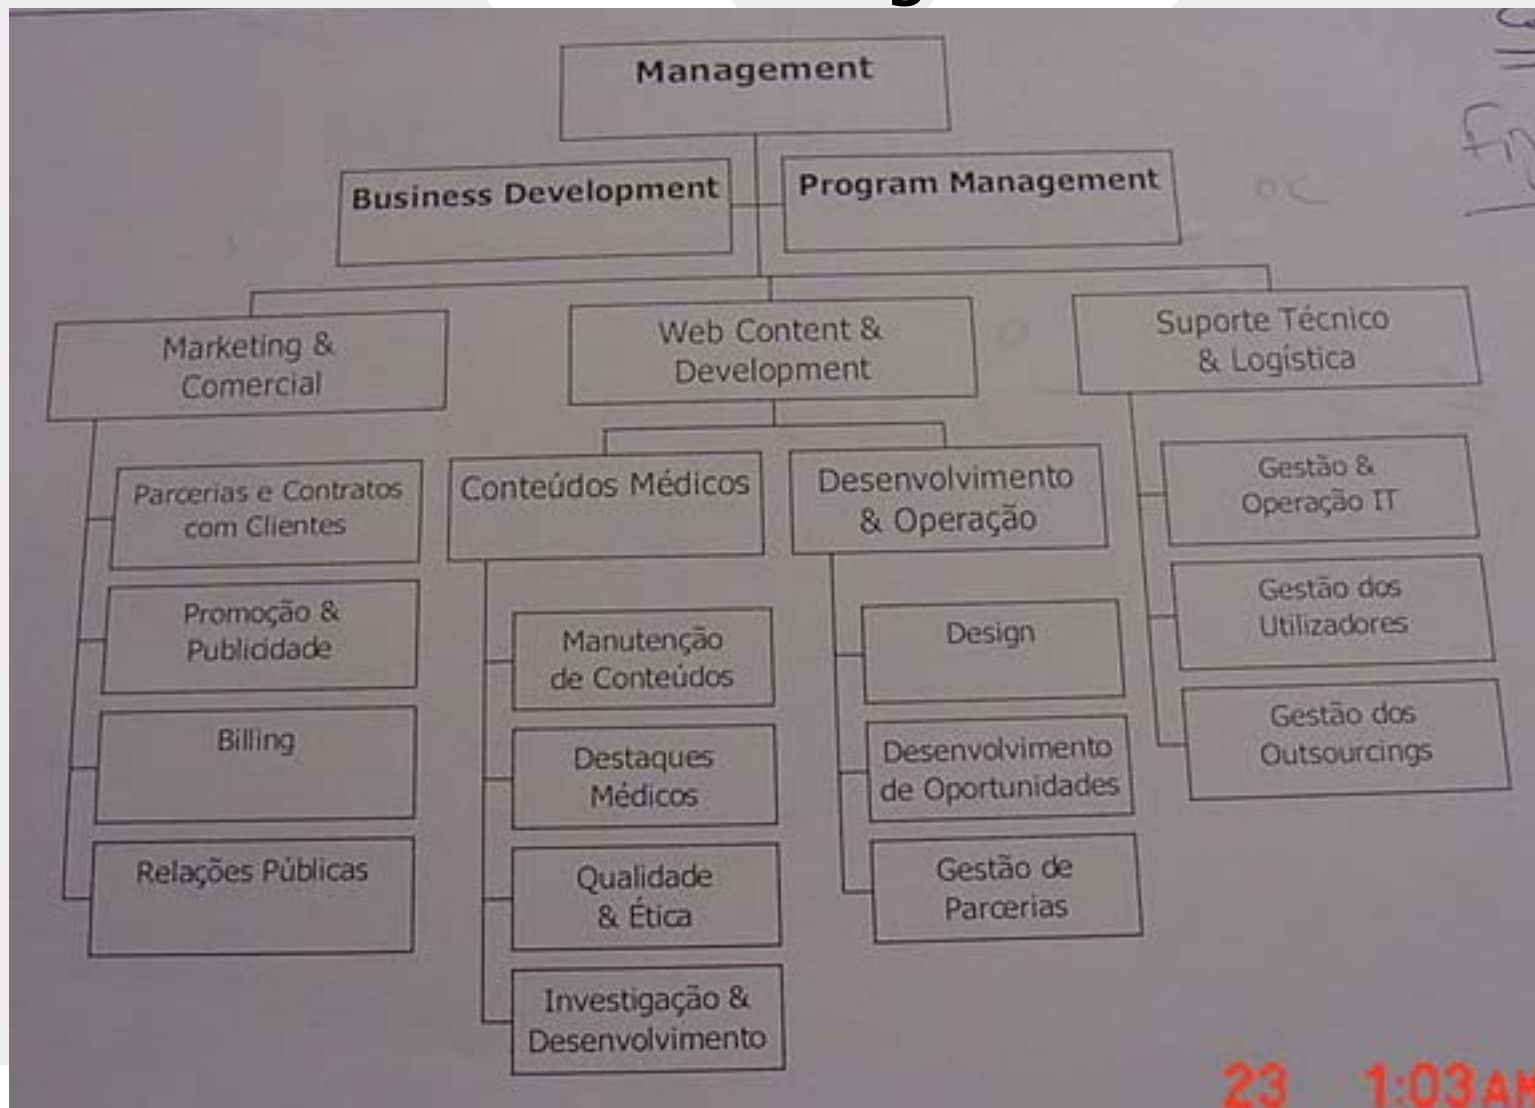 Management
Business Development
Program Management
Marketing &
Comercial
Web Content &
Development
Suporte Técnico
& Logística
Parcerias e Contratos
com Clientes
Promoção &
Publicidade
Billing
Relações Públicas
Conteúdos Médicos
Manutenção
de Conteúdos
Destaques
Médicos
Qualidade
& Ética
Investigação &
Desenvolvimento
Desenvolvimento
& Operação
Design
Desenvolvimento
de Oportunidades
Gestão de
Parcerias
Gestão &
Operação IT
Gestão dos
Utilizadores
Gestão dos
Outsourcings
23 1:03AM